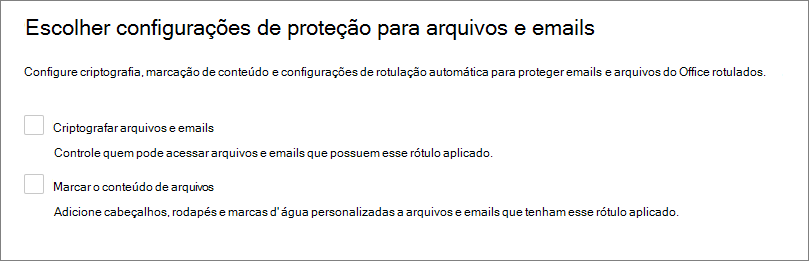 Escolher configurações de proteção para arquivos e emails
Configure criptografia, marcação de conteúdo e configurações de rotulação automática para proteger emails e arquivos do Office rotulados.
Criptografar arquivos e emails
Controle quem pode acessar arquivos e emails que possuem esse rótulo aplicado.
Marcar o conteúdo de arquivos
Adicione cabeçalhos, rodapés e marcas d' água personalizadas a arquivos e emails que tenham esse rótulo aplicado.